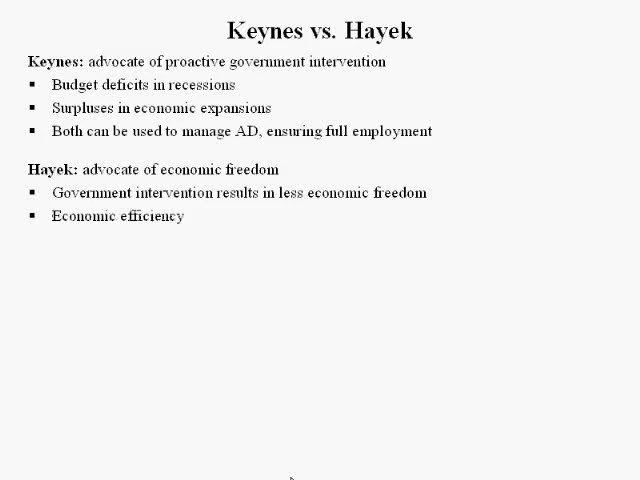 Keynes vs. Hayek
Keynes: advocate of proactive government intervention
▪ Budget deficits in recessions
▪ Surpluses in economic expansions
▪ Both can be used to manage AD, ensuring full employment
Hayek: advocate of economic freedom
▪ Government intervention results in less economic freedom
▪ Economic efficiency